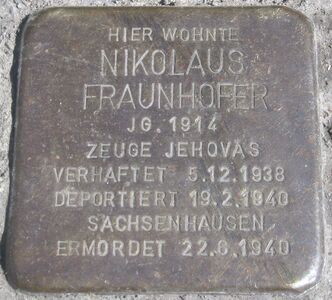 HIER WOHNTE
NIKOLAUS
FRAUNHOFER
JG. 1914
ZEUGE JEHOVAS
VERHAFTET 5.12.1938
DEPORTIERT 19.2.1940
SACHSENHAUSEN
ERMORDET 22.6.1940